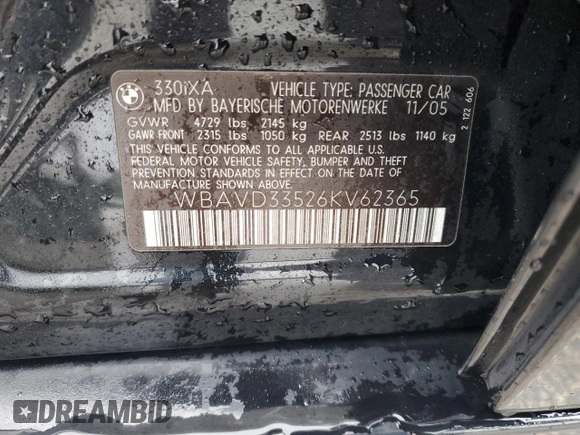 330iXA VEHICLE TYPE: PASSENGER CAR
MFD BY BAYERISCHE MOTORENWERKE 11/05
GVWR 4729 lbs 2145 kg
GAWR FRONT 2315 lbs 1050 kg REAR 2513 lbs 1140 kg
THIS VEHICLE CONFORMS TO ALL APPLICABLE
FEDERAL MOTOR VEHICLE SAFETY, BUMPER AND THEFT
PREVENTION STANDARDS IN EFFECT ON THE DATE
OF MANUFACTURE SHOWN ABOVE.
WBAVD33526KV62365
2 122 606
DREAMBID